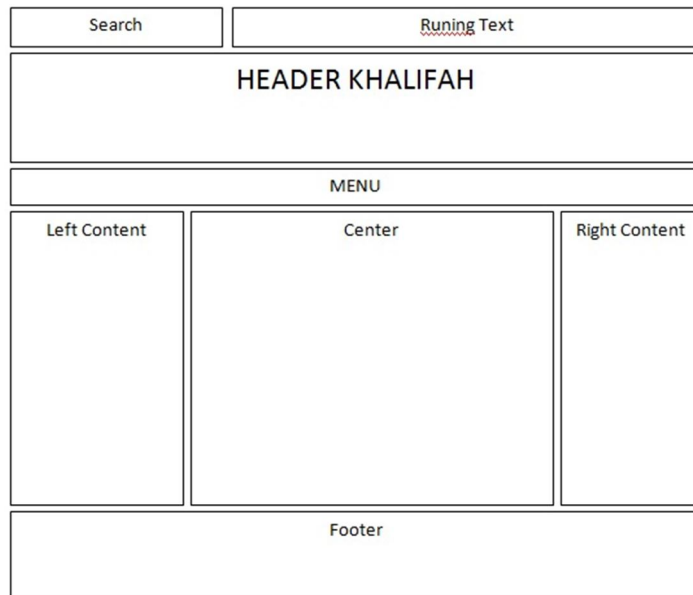 Search
Runing Text
HEADER KHALIFAH
MENU
Left Content
Center
Right Content
Footer